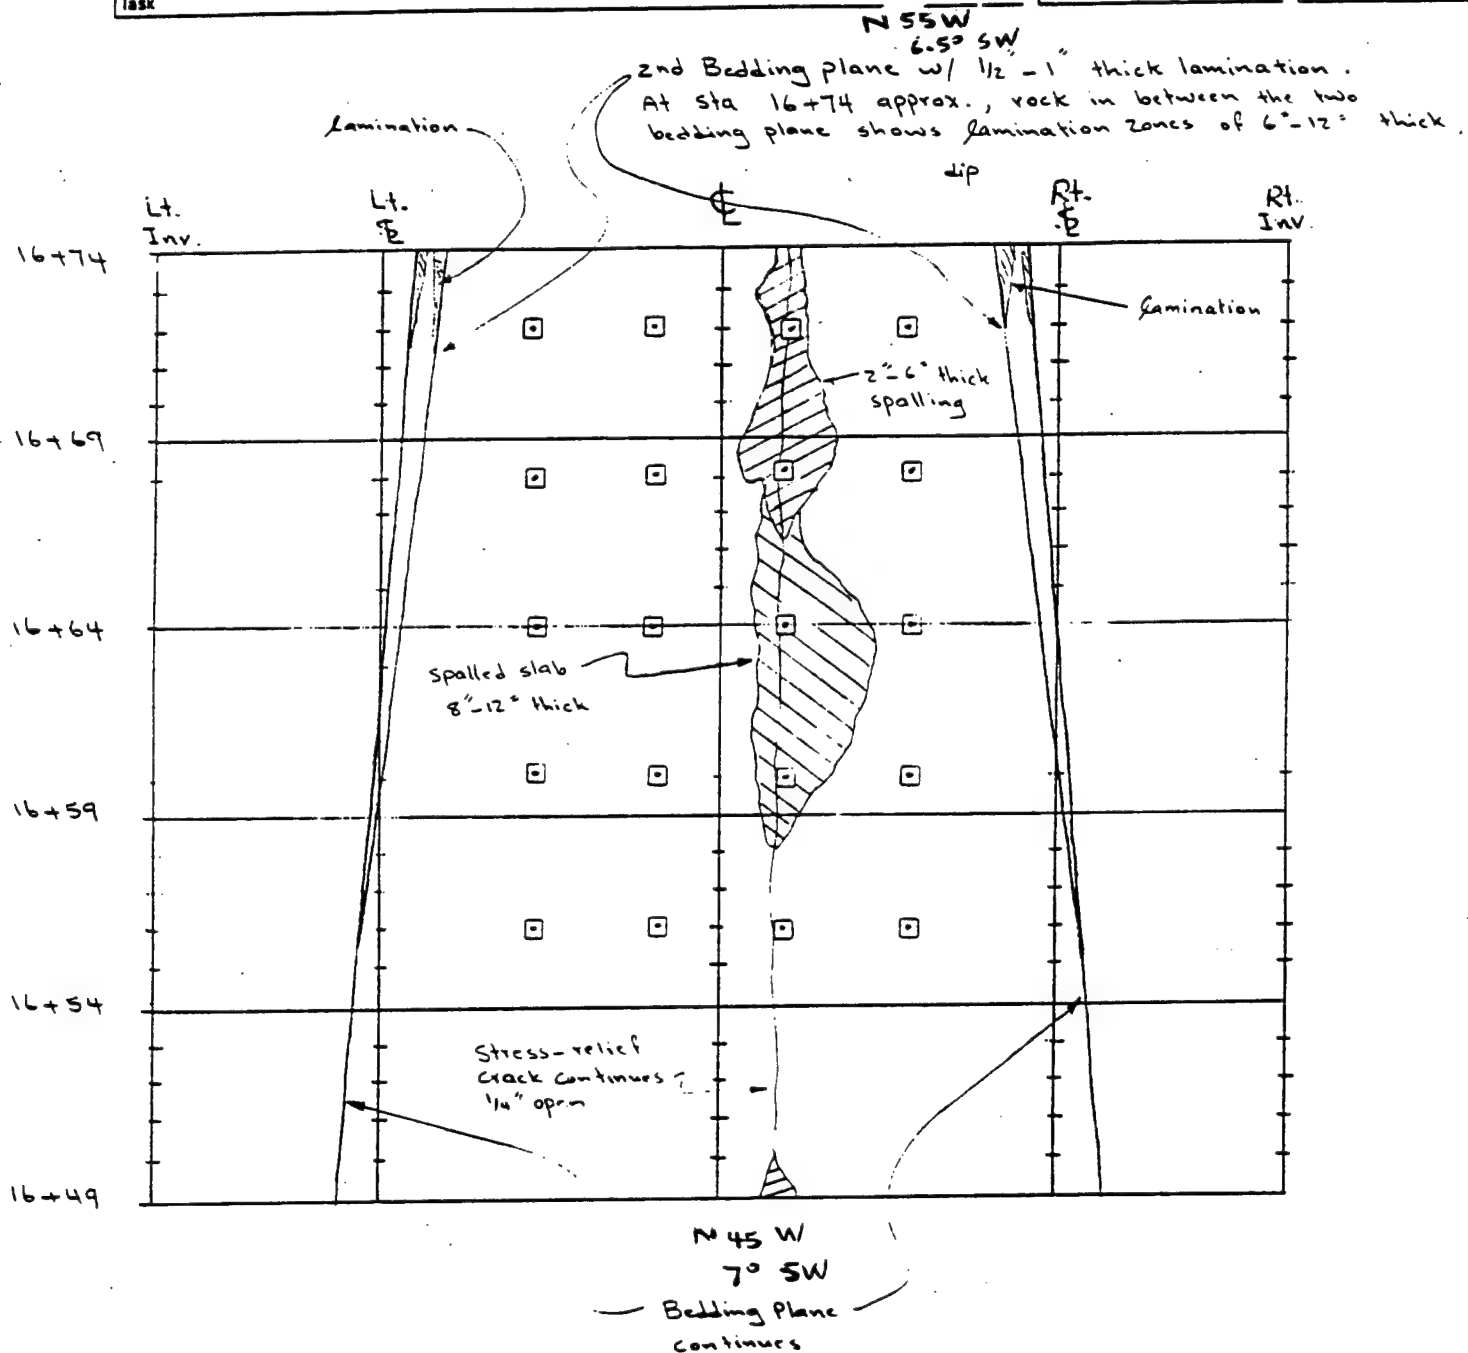 Task
N 55W
6.5° SW
2nd Bedding plane w/ 1/2" - 1" thick lamination.
At sta 16+74 approx., rock in between the two
bedding plane shows lamination zones of 6"-12" thick.
lamination
dip
Lt.
Inv.
Lt.
℄
Rt.
Rt.
Inv.
16+74
lamination
2"-6" thick
spalling
16+69
16+64
Spalled slab
8"-12" thick
16+59
16+54
Stress-relief
crack continues
1/4" open
16+49
N 45 W
7° SW
Bedding Plane
continues